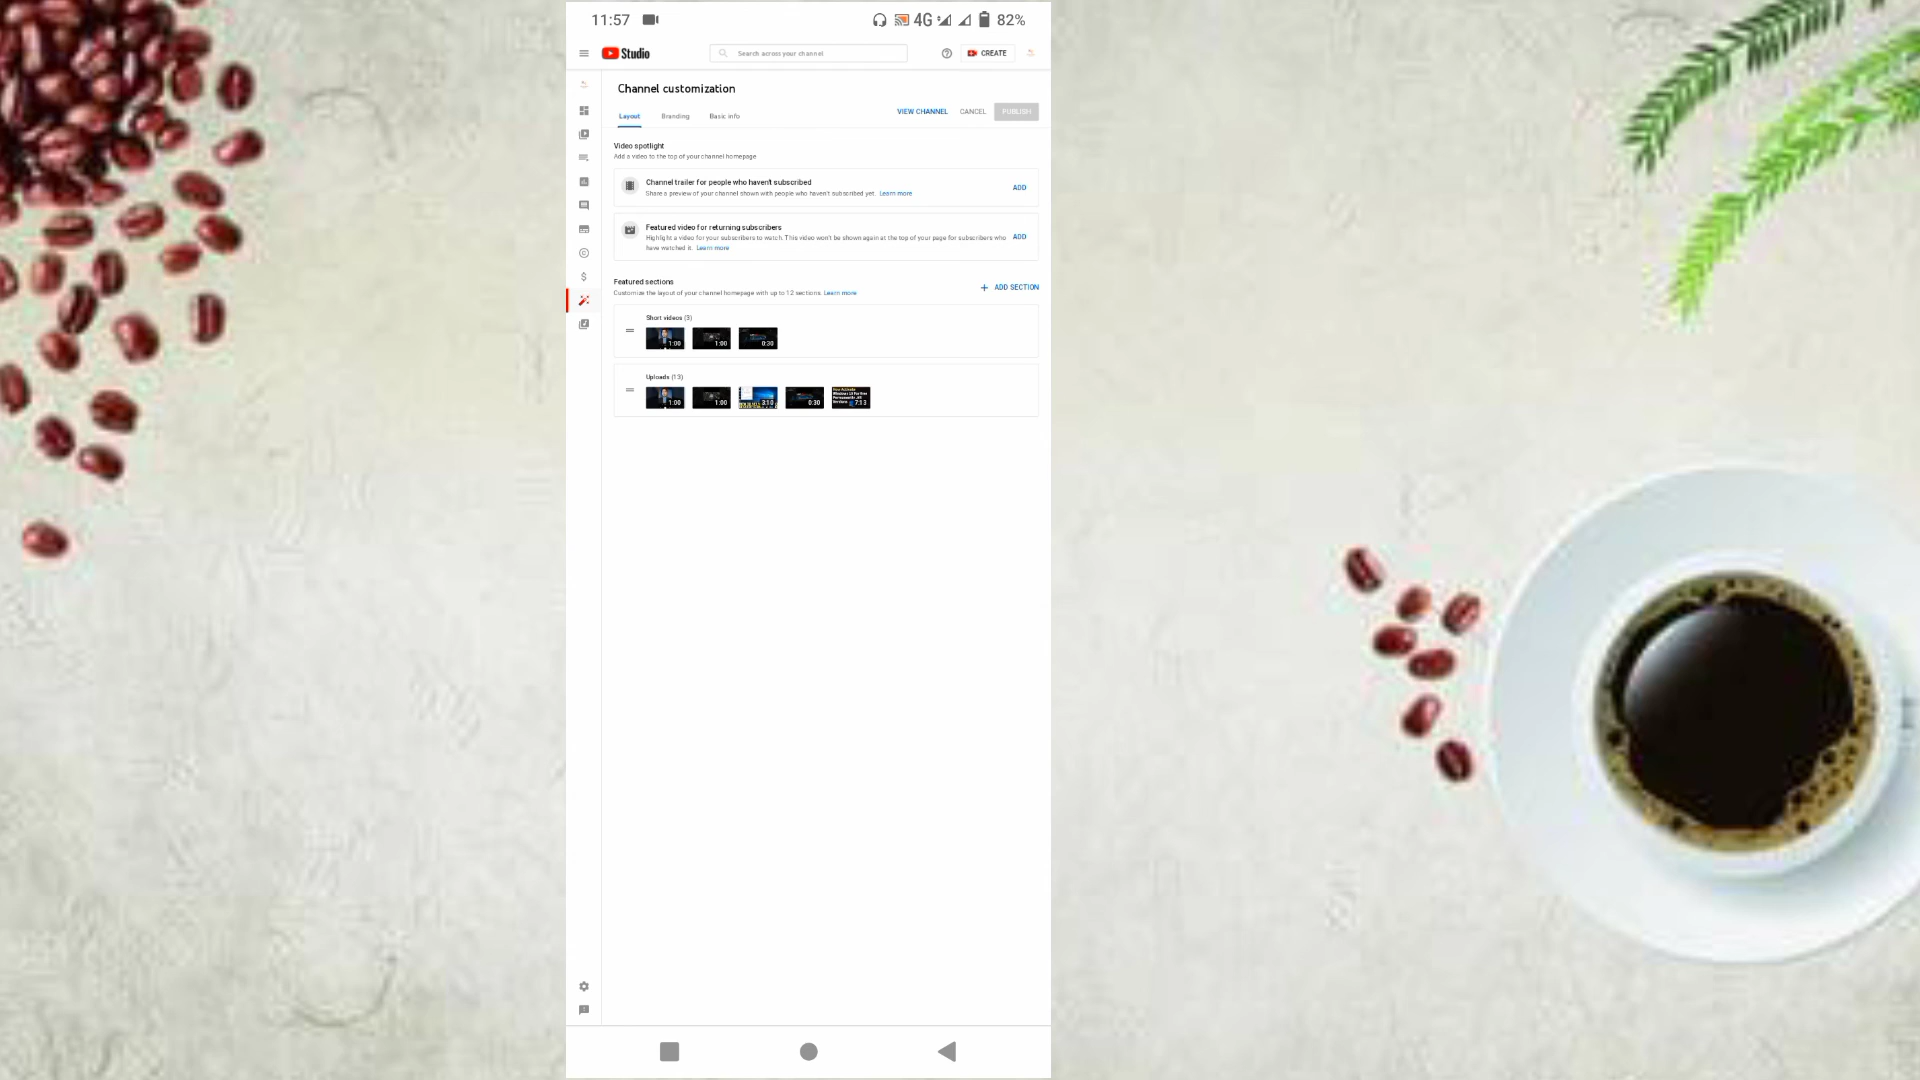 11:57
4G
82%
Studio
Search across your channel
CREATE
Channel customization
VIEW CHANNEL CANCEL PUBLISH
Layout Branding Basic info
Video spotlight
Add a video to the top of your channel homepage
Channel trailer for people who haven't subscribed
Share a preview of your channel shown with people who haven't subscribed yet. Learn more
ADD
Featured video for returning subscribers
Highlight a video for your subscribers to watch. This video won't be shown again at the top of your page for subscribers who
have watched it. Learn more
ADD
Featured sections
Customize the layout of your channel homepage with up to 12 sections. Learn more
ADD SECTION
Short videos (3)
1:00 1:00 0:30
Uploads (13)
1:00 1:00 3:10 0:30 7:13